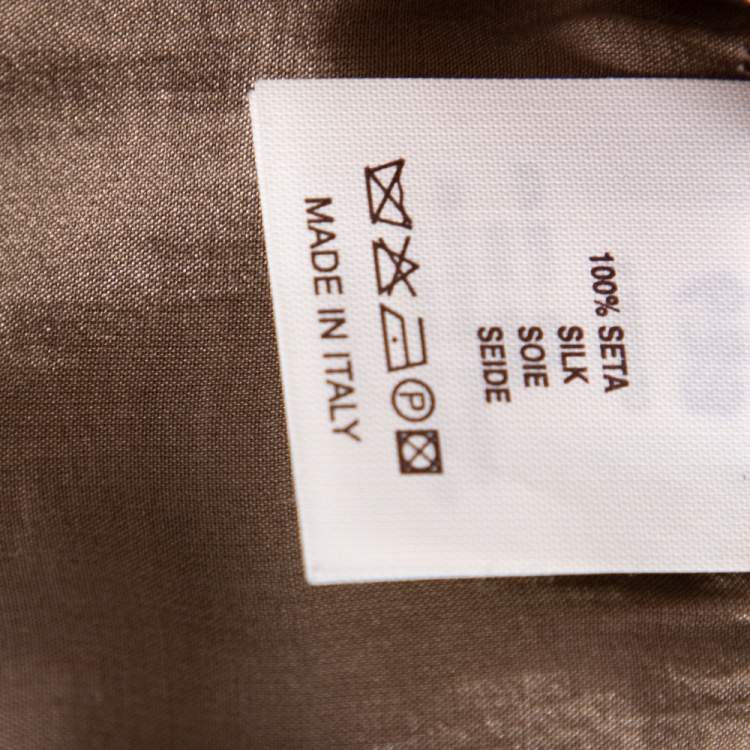 100% SETA
SILK
SOIE
SEIDE
P
MADE IN ITALY